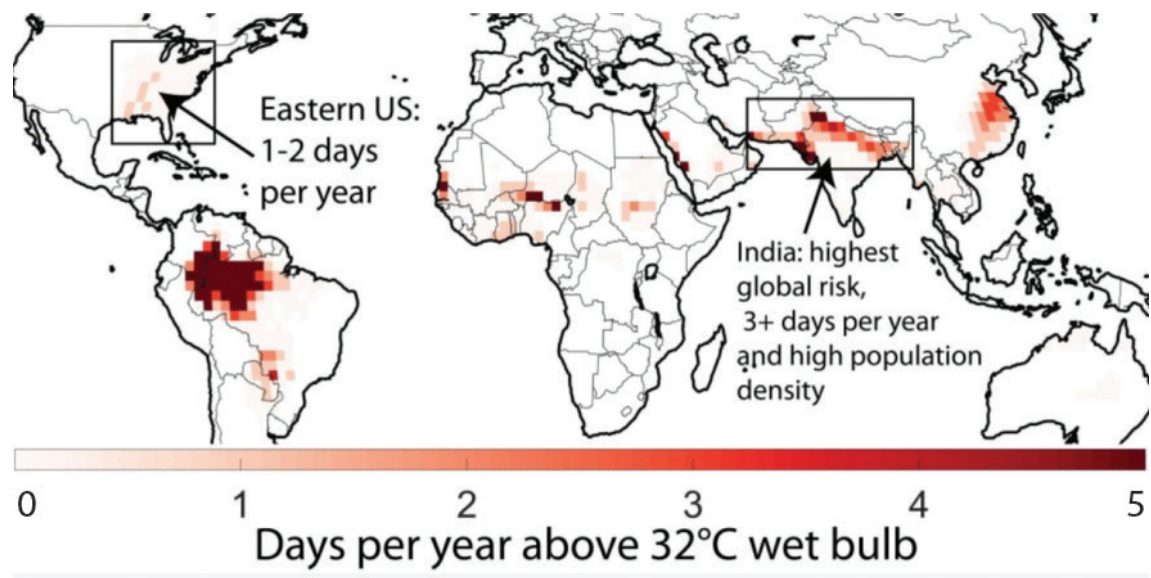 Eastern US:
1-2 days
per year
India: highest
global risk,
3+ days per year
and high population
density
0 1 2 3 4 5
Days per year above 32°C wet bulb